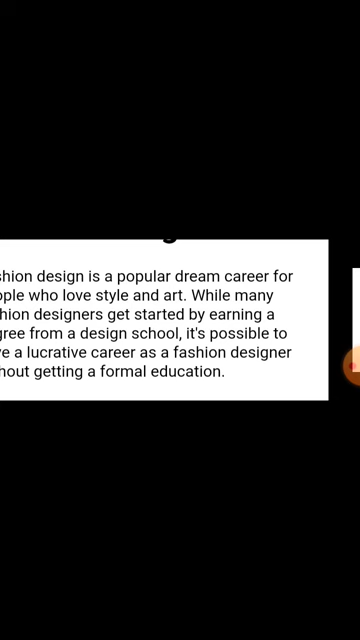 shion design is a popular dream career for
ople who love style and art. While many
hion designers get started by earning a
gree from a design school, it's possible to
ve a lucrative career as a fashion designer
hout getting a formal education.